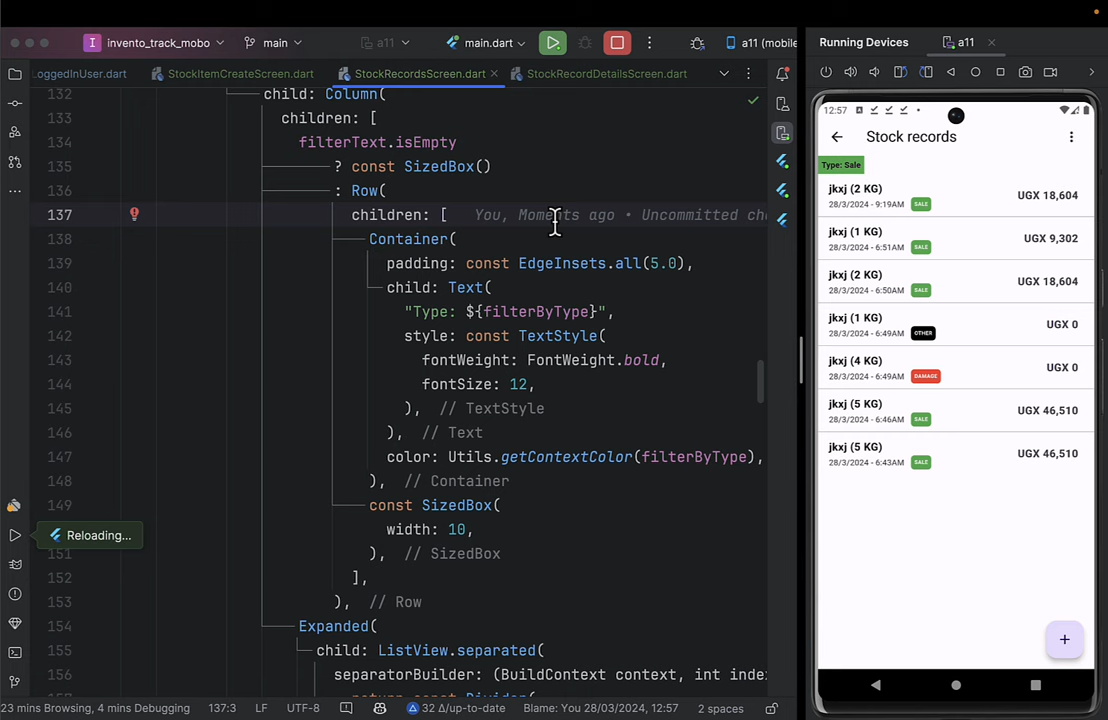 I invento_track_mobo main a11 main.dart a11 (mobile Running Devices a11
LoggedInUser.dart StockItemCreateScreen.dart StockRecordsScreen.dart StockRecordDetailsScreen.dart
132 child: Column(
133 children: [
134 filterText.isEmpty
135 ? const SizedBox()
136 : Row(
137 children: [ You, Moments ago • Uncommitted ch
138 Container(
139 padding: const EdgeInsets.all(5.0),
140 child: Text(
141 "Type: ${filterByType}",
142 style: const TextStyle(
143 fontWeight: FontWeight.bold,
144 fontSize: 12,
145 ), // TextStyle
146 ), // Text
147 color: Utils.getContextColor(filterByType),
148 ), // Container
149 const SizedBox(
width: 10,
151 ), // SizedBox
152 ],
153 ), // Row
154 Expanded(
155 child: ListView.separated(
156 separatorBuilder: (BuildContext context, int index
157 return const Divider(
Reloading...
12:57
Stock records
Type: Sale
jkxj (2 KG)
28/3/2024 - 9:19AM SALE
UGX 18,604
jkxj (1 KG)
28/3/2024 - 6:51AM SALE
UGX 9,302
jkxj (2 KG)
28/3/2024 - 6:50AM SALE
UGX 18,604
jkxj (1 KG)
28/3/2024 - 6:49AM OTHER
UGX 0
jkxj (4 KG)
28/3/2024 - 6:49AM DAMAGE
UGX 0
jkxj (5 KG)
28/3/2024 - 6:46AM SALE
UGX 46,510
jkxj (5 KG)
28/3/2024 - 6:43AM SALE
UGX 46,510
23 mins Browsing, 4 mins Debugging 137:3 LF UTF-8 32 Δ/up-to-date Blame: You 28/03/2024, 12:57 2 spaces